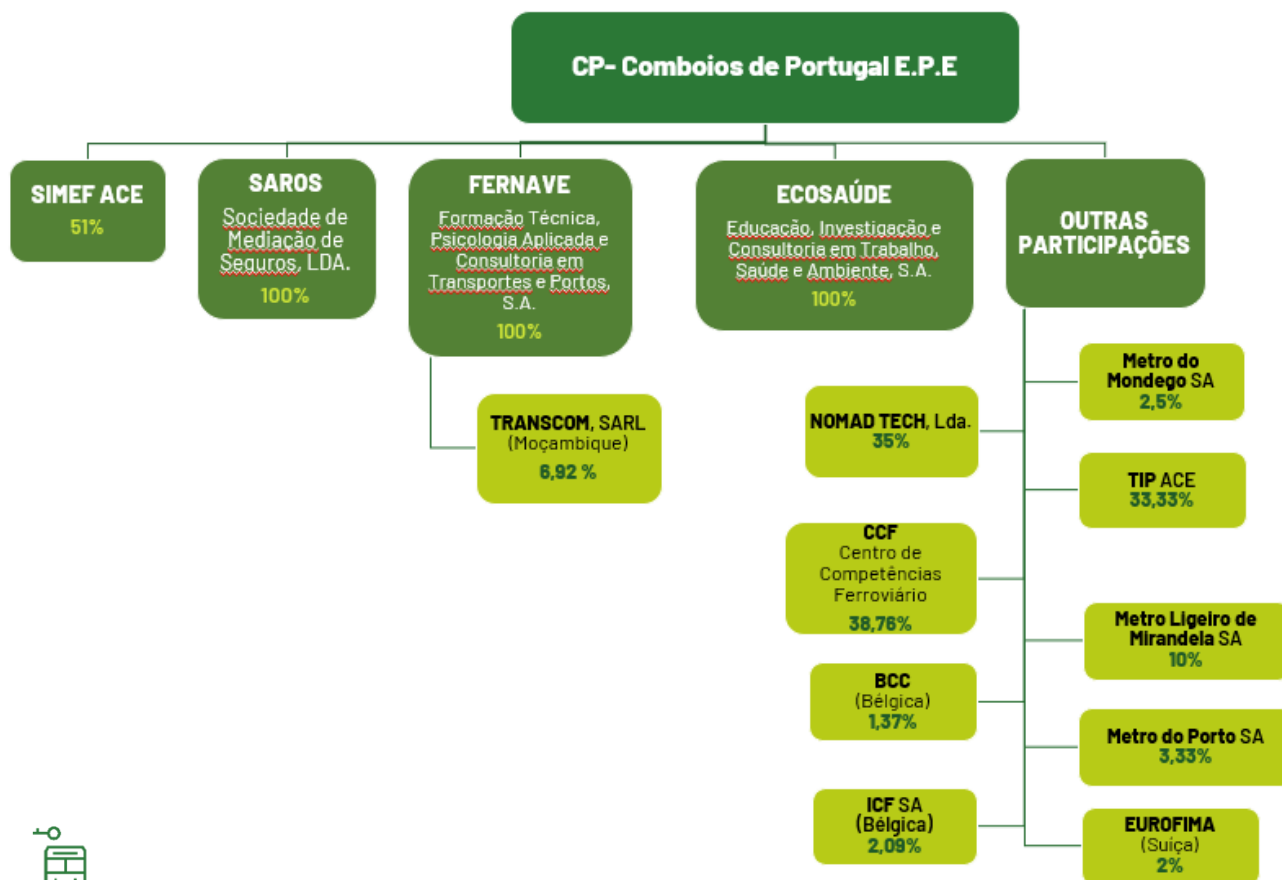 CP- Comboios de Portugal E.P.E
SIMEF ACE
51%
SAROS
Sociedade de
Mediação de
Seguros, LDA.
100%
FERNAVE
Formação Técnica,
Psicologia Aplicada e
Consultoria em
Transportes e Portos,
S.A.
100%
ECOSAÚDE
Educação, Investigação e
Consultoria em Trabalho,
Saúde e Ambiente, S.A.
100%
OUTRAS
PARTICIPAÇÕES
TRANSCOM, SARL
(Moçambique)
6,92 %
NOMAD TECH, Lda.
35%
CCF
Centro de
Competências
Ferroviário
38,76%
BCC
(Bélgica)
1,37%
ICF SA
(Bélgica)
2,09%
Metro do
Mondego SA
2,5%
TIP ACE
33,33%
Metro Ligeiro de
Mirandela SA
10%
Metro do Porto SA
3,33%
EUROFIMA
(Suíça)
2%